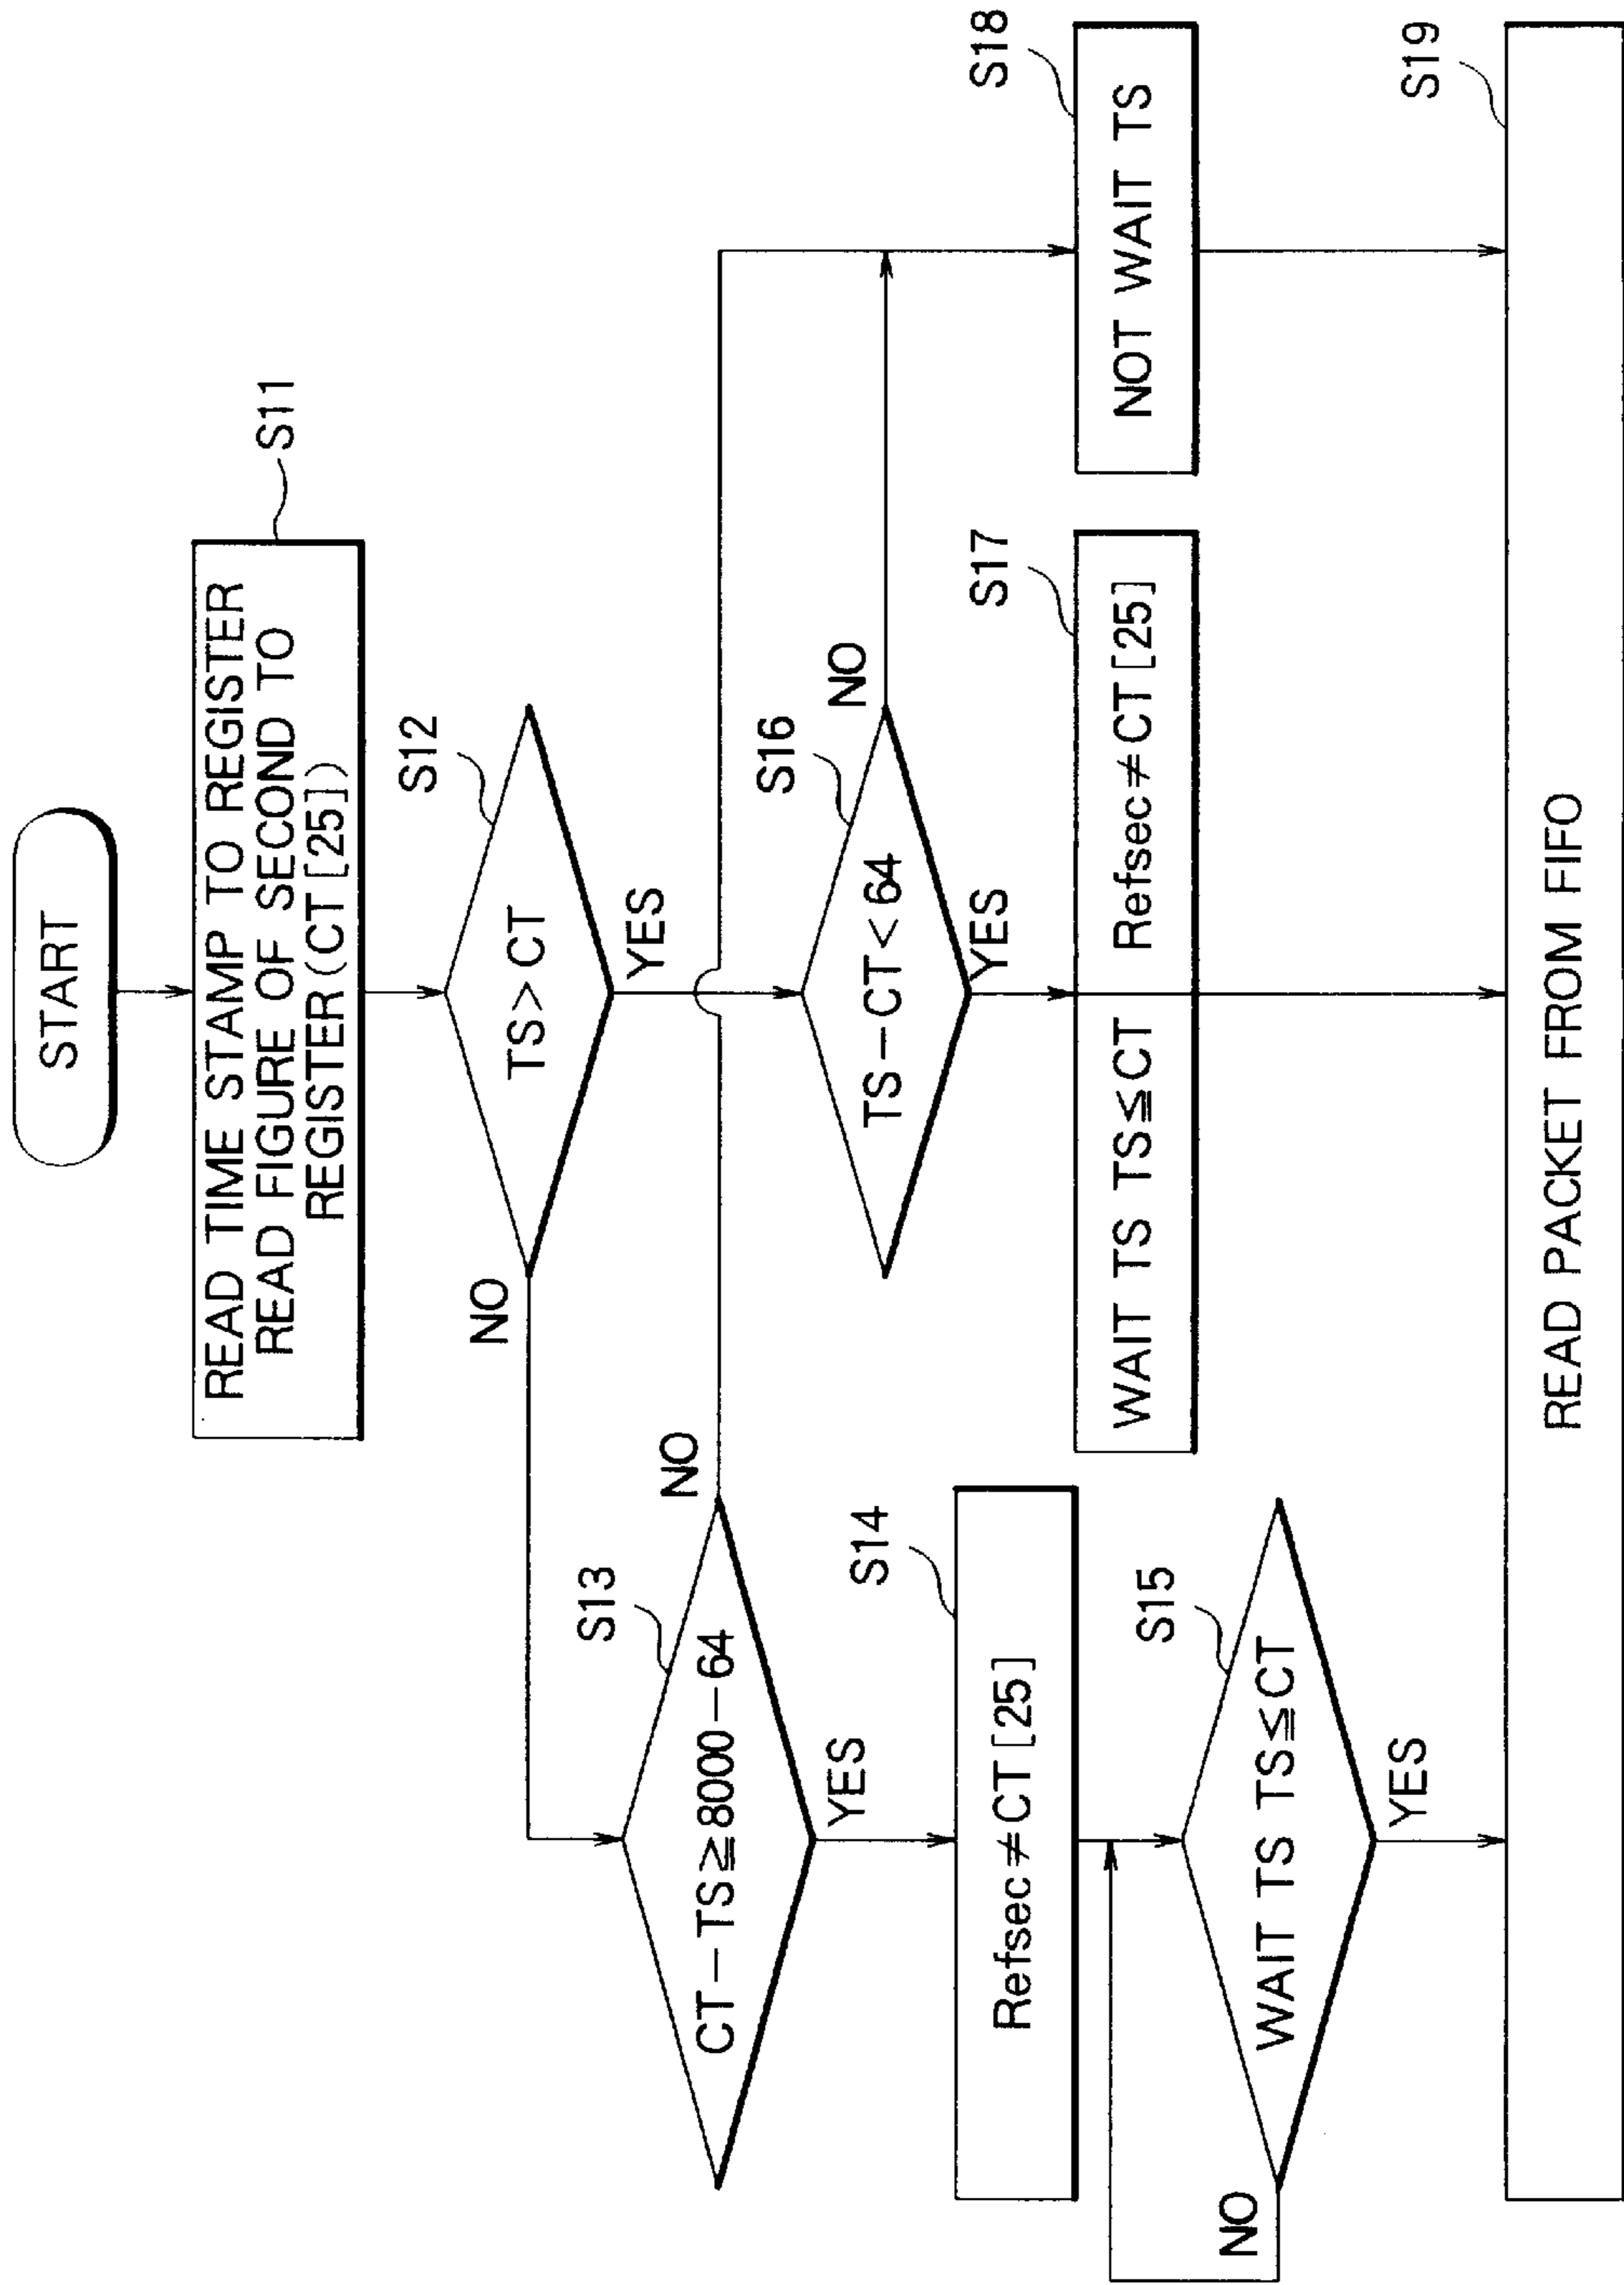 START
READ TIME STAMP TO REGISTER
READ FIGURE OF SECOND TO
REGISTER (CT [25])
S11
TS>CT
S12
NO
YES
CT-TS≧8000-64
S13
NO
YES
TS-CT<64
S16
NO
YES
Refsec≠CT [25]
S14
WAIT TS TS≦CT
S15
NO
YES
WAIT TS TS≦CT Refsec≠CT [25]
S17
NOT WAIT TS
S18
READ PACKET FROM FIFO
S19